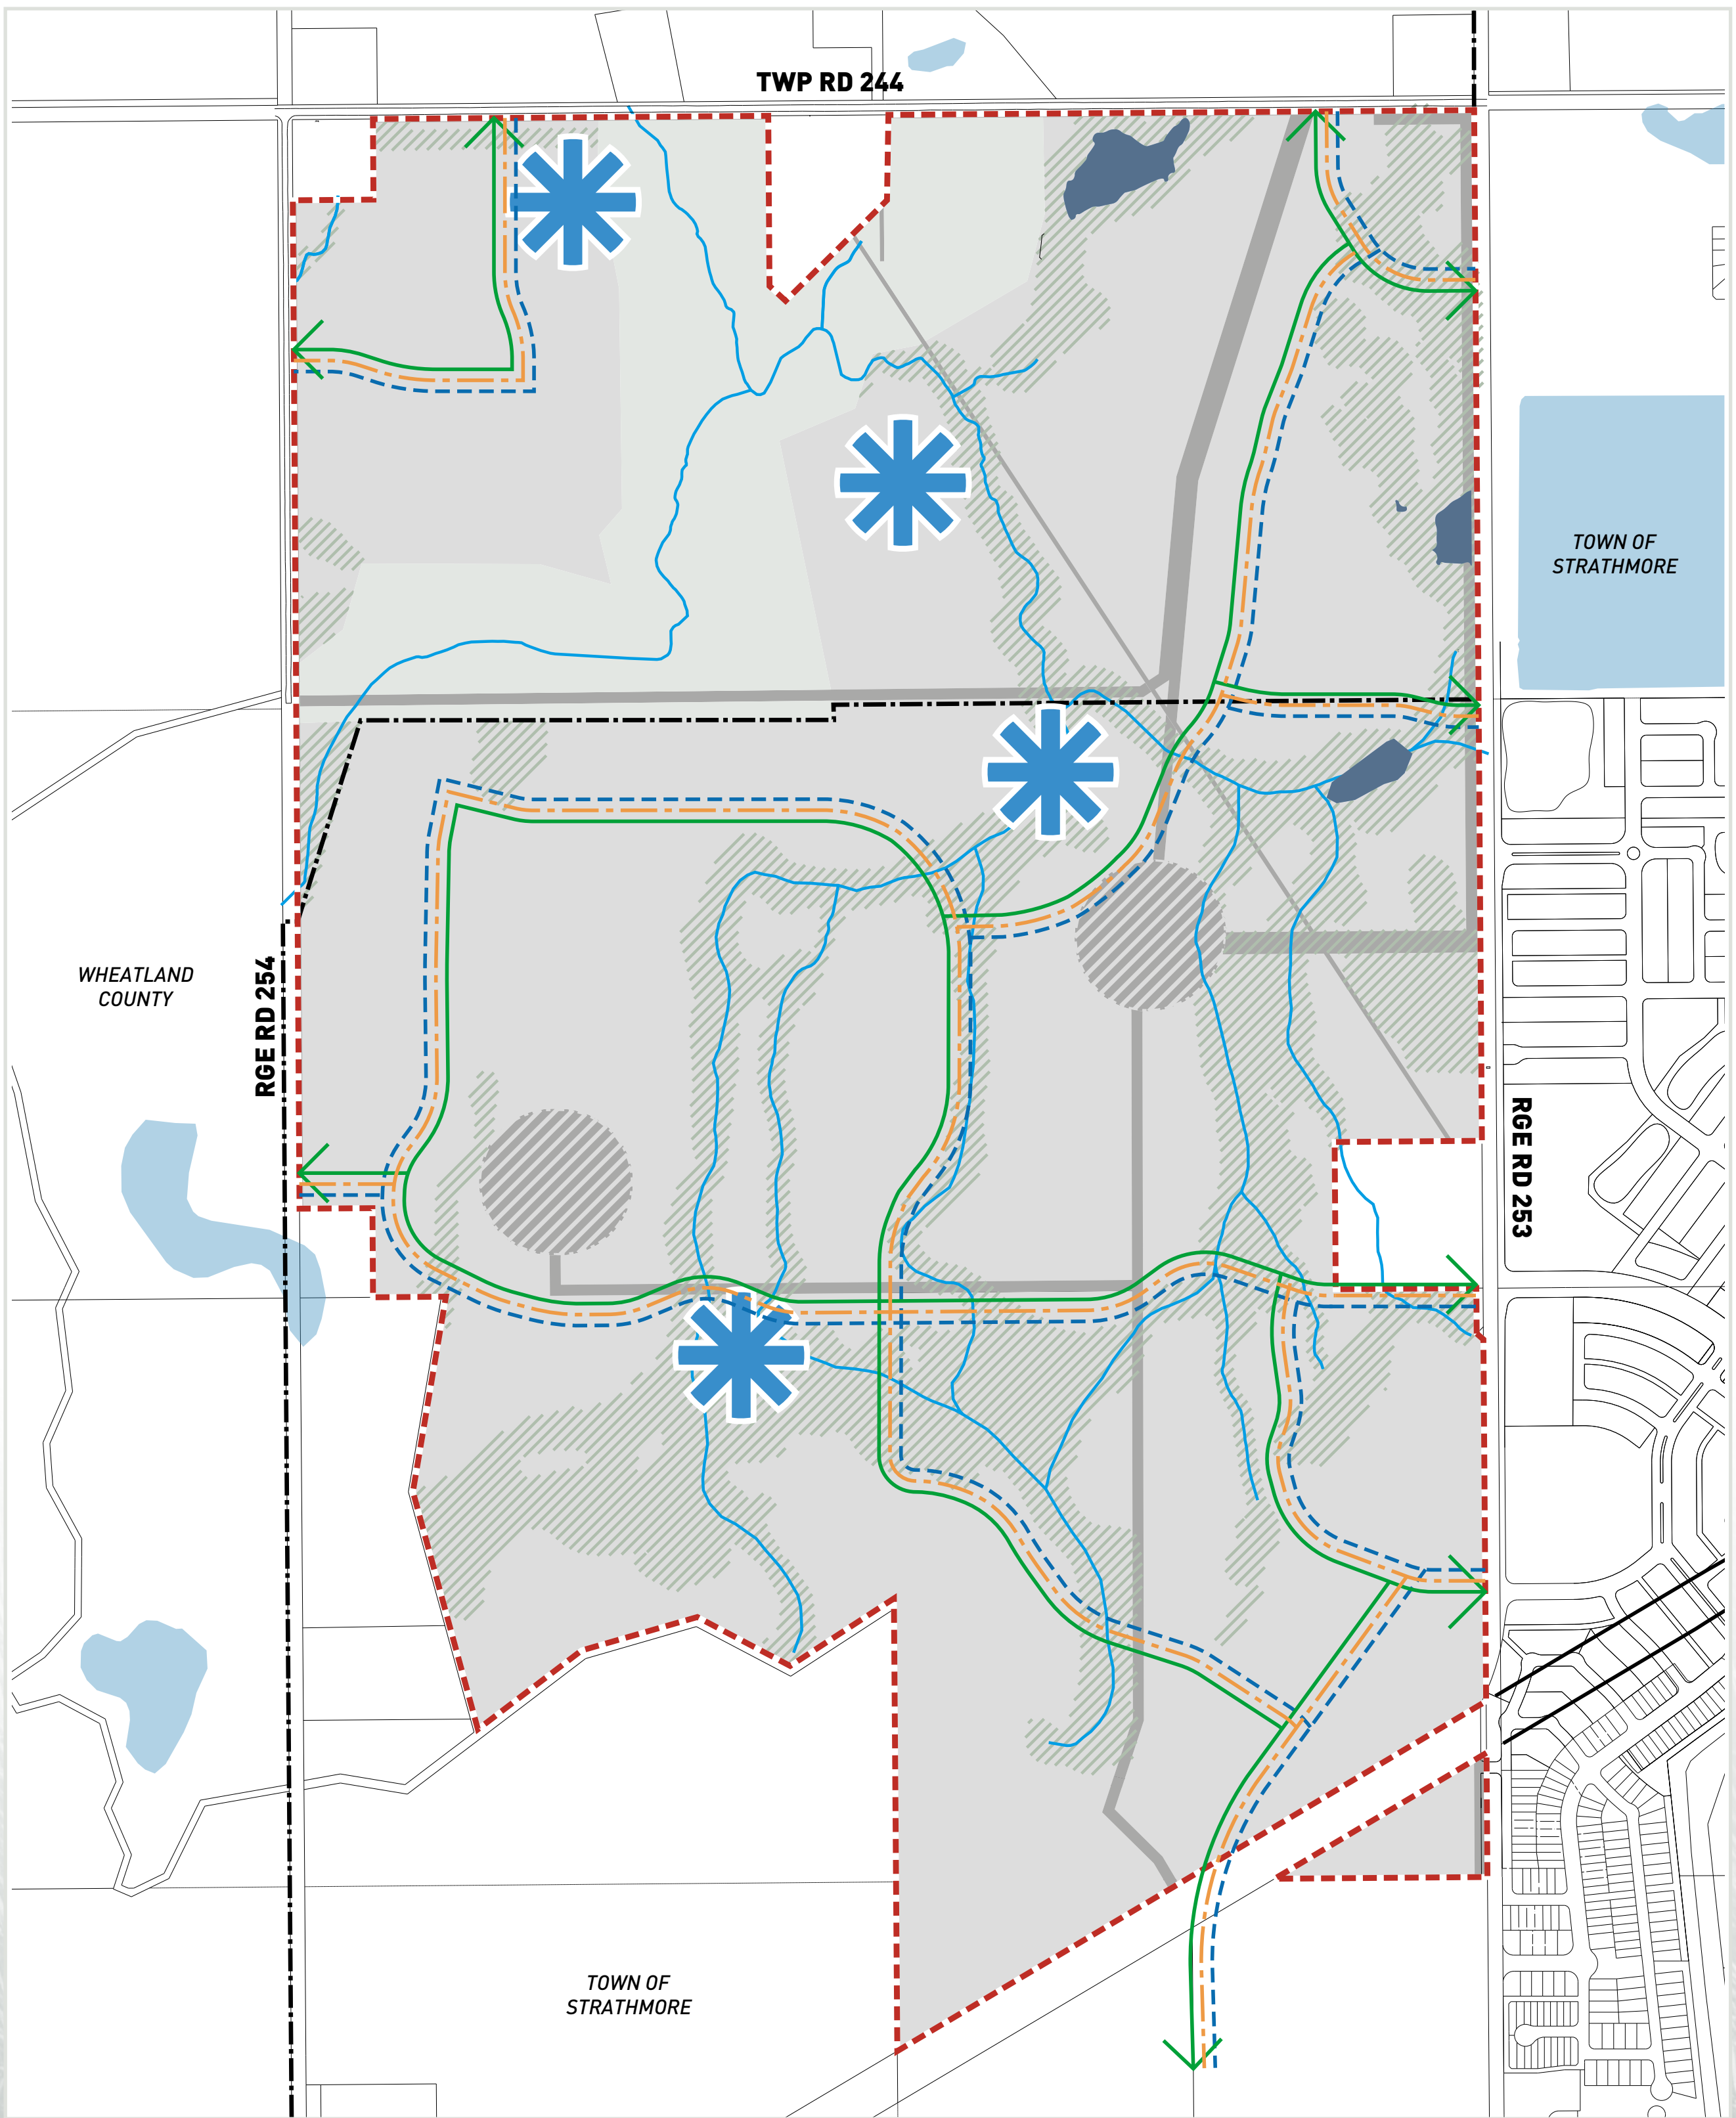 TWP RD 244
TOWN OF
STRATHMORE
WHEATLAND
COUNTY
RGE RD 254
RGE RD 253
TOWN OF
STRATHMORE